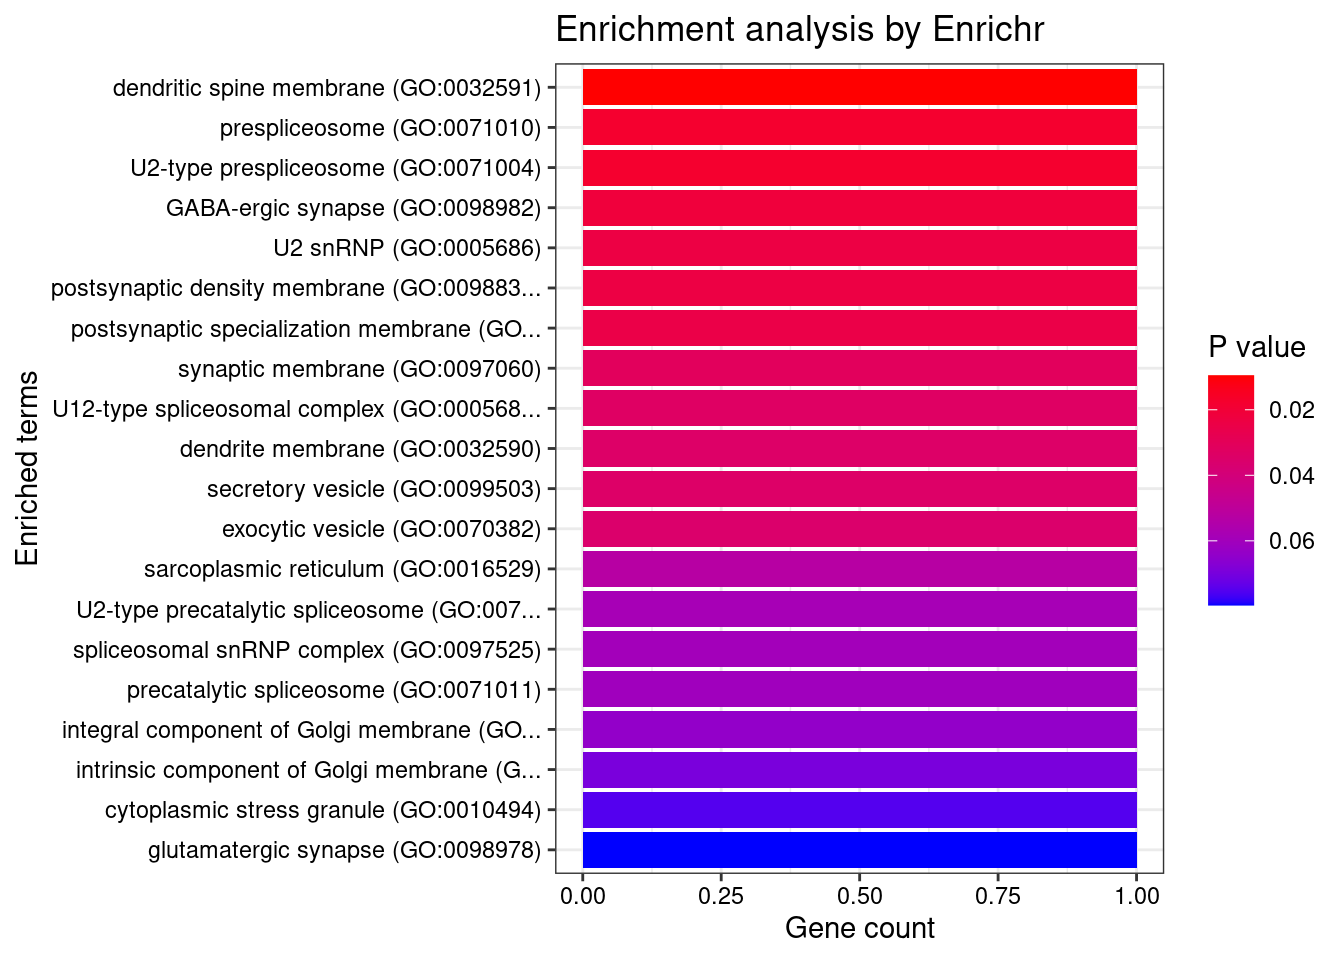 Enrichment analysis by Enrichr
dendritic spine membrane (GO:0032591)
prespliceosome (GO:0071010)
U2-type prespliceosome (GO:0071004)
GABA-ergic synapse (GO:0098982)
U2 snRNP (GO:0005686)
postsynaptic density membrane (GO:009883...
postsynaptic specialization membrane (GO...
synaptic membrane (GO:0097060)
U12-type spliceosomal complex (GO:000568...
dendrite membrane (GO:0032590)
secretory vesicle (GO:0099503)
exocytic vesicle (GO:0070382)
sarcoplasmic reticulum (GO:0016529)
U2-type precatalytic spliceosome (GO:007...
spliceosomal snRNP complex (GO:0097525)
precatalytic spliceosome (GO:0071011)
integral component of Golgi membrane (GO...
intrinsic component of Golgi membrane (G...
cytoplasmic stress granule (GO:0010494)
glutamatergic synapse (GO:0098978)
Enriched terms
0.00 0.25 0.50 0.75 1.00
Gene count
P value
0.02
0.04
0.06